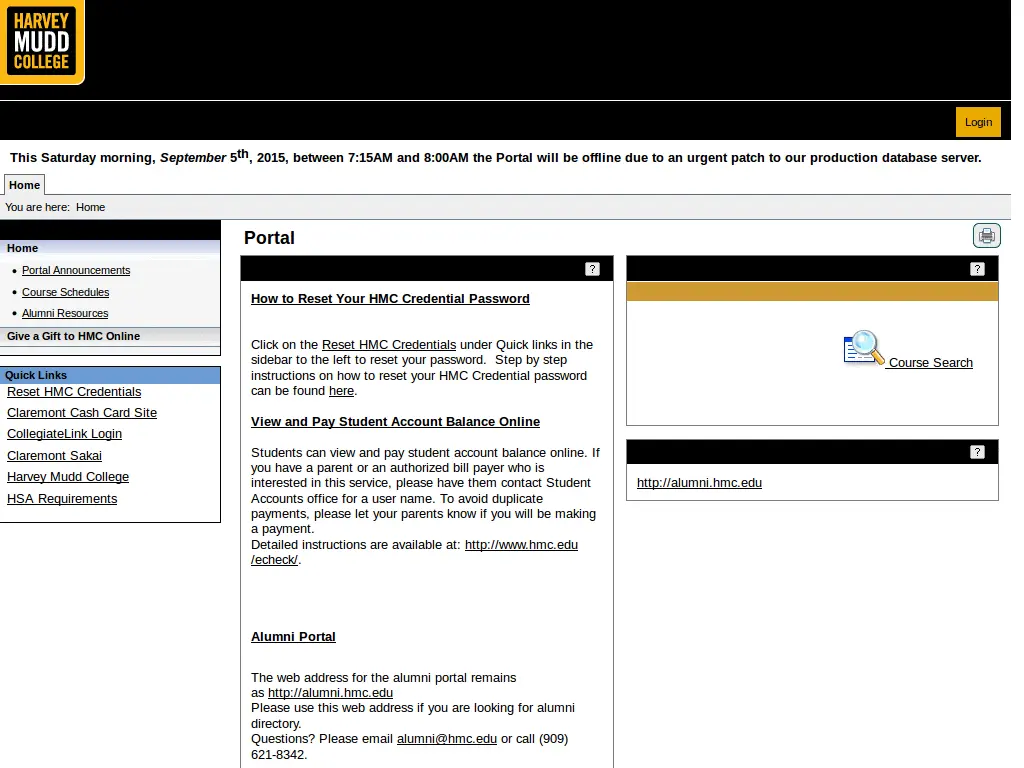 HARVEY
MUDD
COLLEGE
Login
This Saturday morning, September 5th, 2015, between 7:15AM and 8:00AM the Portal will be offline due to an urgent patch to our production database server.
Home
You are here: Home
Home
• Portal Announcements
• Course Schedules
• Alumni Resources
Give a Gift to HMC Online
Quick Links
Reset HMC Credentials
Claremont Cash Card Site
CollegiateLink Login
Claremont Sakai
Harvey Mudd College
HSA Requirements
Portal
?
How to Reset Your HMC Credential Password
Click on the Reset HMC Credentials under Quick links in the
sidebar to the left to reset your password. Step by step
instructions on how to reset your HMC Credential password
can be found here.
View and Pay Student Account Balance Online
Students can view and pay student account balance online. If
you have a parent or an authorized bill payer who is
interested in this service, please have them contact Student
Accounts office for a user name. To avoid duplicate
payments, please let your parents know if you will be making
a payment.
Detailed instructions are available at: http://www.hmc.edu
/echeck/.
Alumni Portal
The web address for the alumni portal remains
as http://alumni.hmc.edu
Please use this web address if you are looking for alumni
directory.
Questions? Please email alumni@hmc.edu or call (909)
621-8342.
?
Course Search
?
http://alumni.hmc.edu